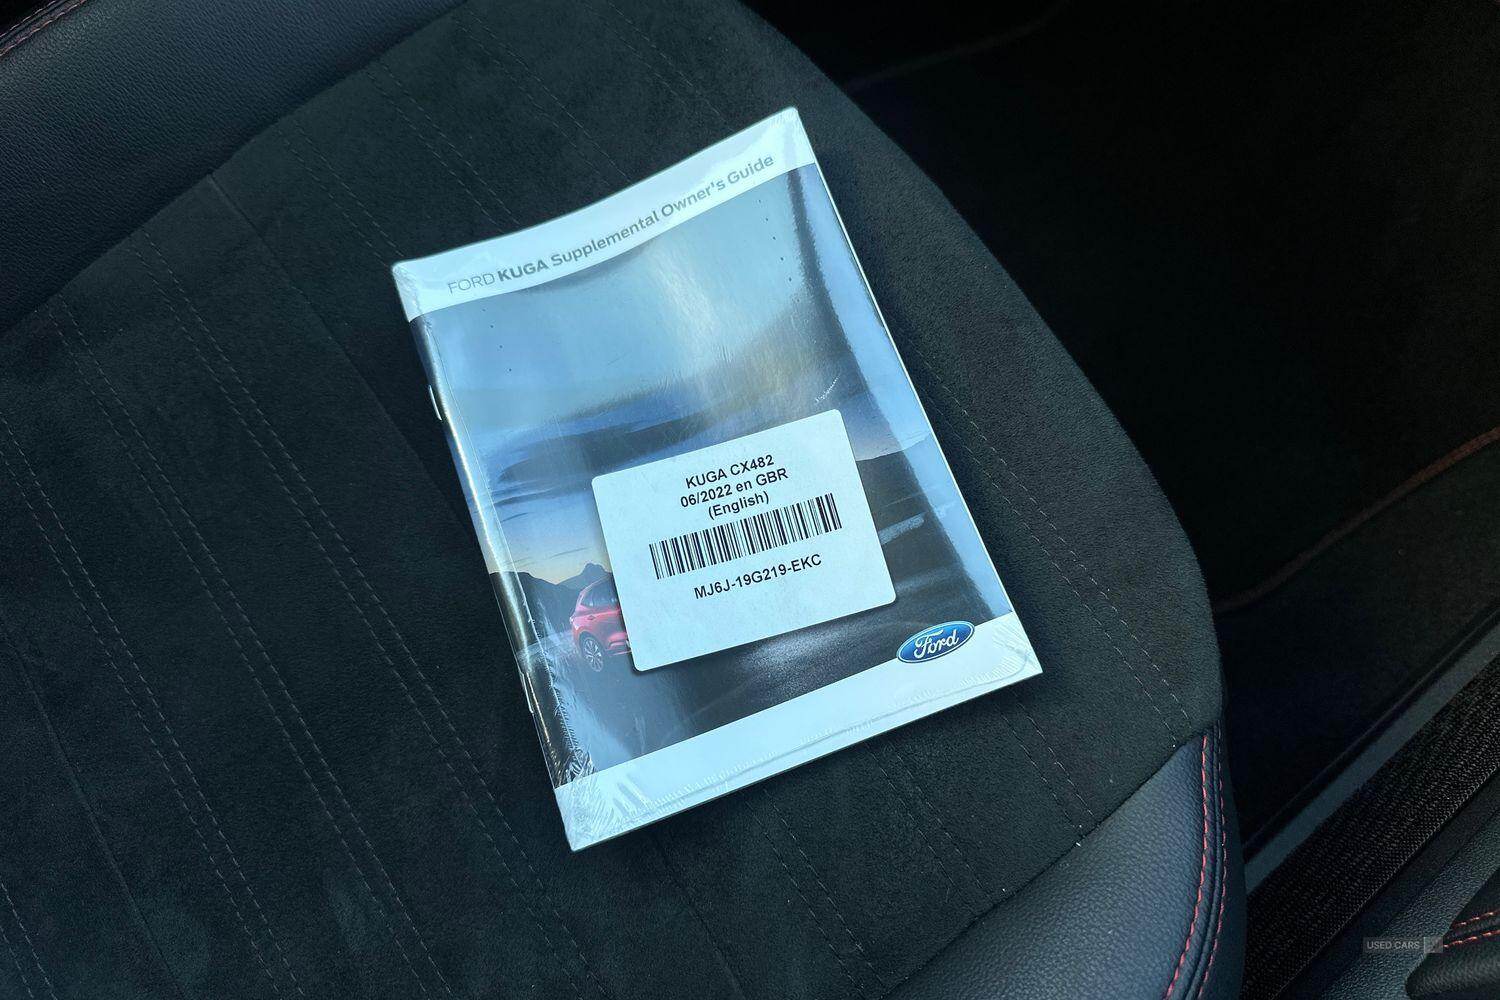 FORD KUGA Supplemental Owner's Guide
KUGA CX482
06/2022 en GBR
(English)
MJ6J-19G219-EKC
Ford
USED CARS